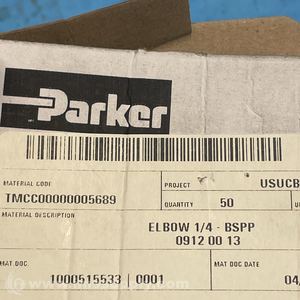 Parker
MATERIAL CODE
TMCC00000005689
PROJECT USUCB
QUANTITY 50
MATERIAL DESCRIPTION
ELBOW 1/4 - BSPP
0912 00 13
MAT DOC
1000515533 | 0001
MAT DOC DATE
04